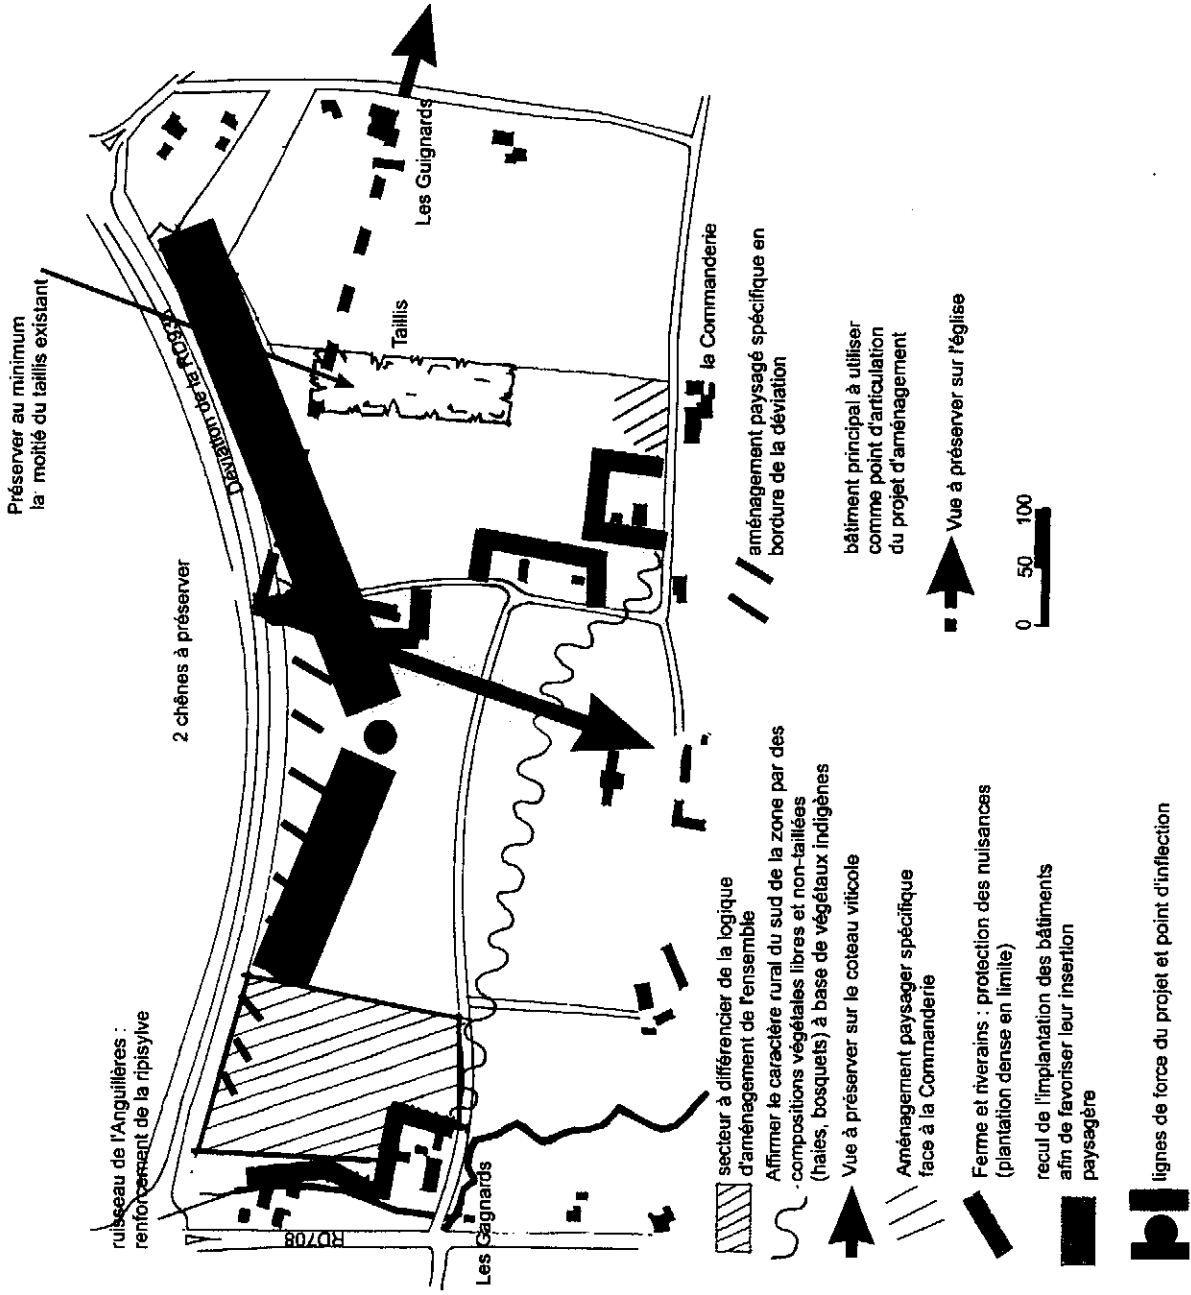 Préserver au minimum
la moitié du taillis existant
2 chênes à préserver
ruisseau de l'Anguillères :
renforcement de la ripisylve
Déviation de la RD93
Les Guignards
Taillis
la Commanderie
RD708
Les Gagnards
secteur à différencier de la logique
d'aménagement de l'ensemble
Affirmer le caractère rural du sud de la zone par des
compositions végétales libres et non-taillées
(haies, bosquets) à base de végétaux indigènes
Vue à préserver sur le coteau viticole
Aménagement paysager spécifique
face à la Commanderie
Ferme et riverains : protection des nuisances
(plantation dense en limite)
recul de l'implantation des bâtiments
afin de favoriser leur insertion
paysagère
lignes de force du projet et point d'inflection
aménagement paysagé spécifique en
bordure de la déviation
bâtiment principal à utiliser
comme point d'articulation
du projet d'aménagement
Vue à préserver sur l'église
0 50 100